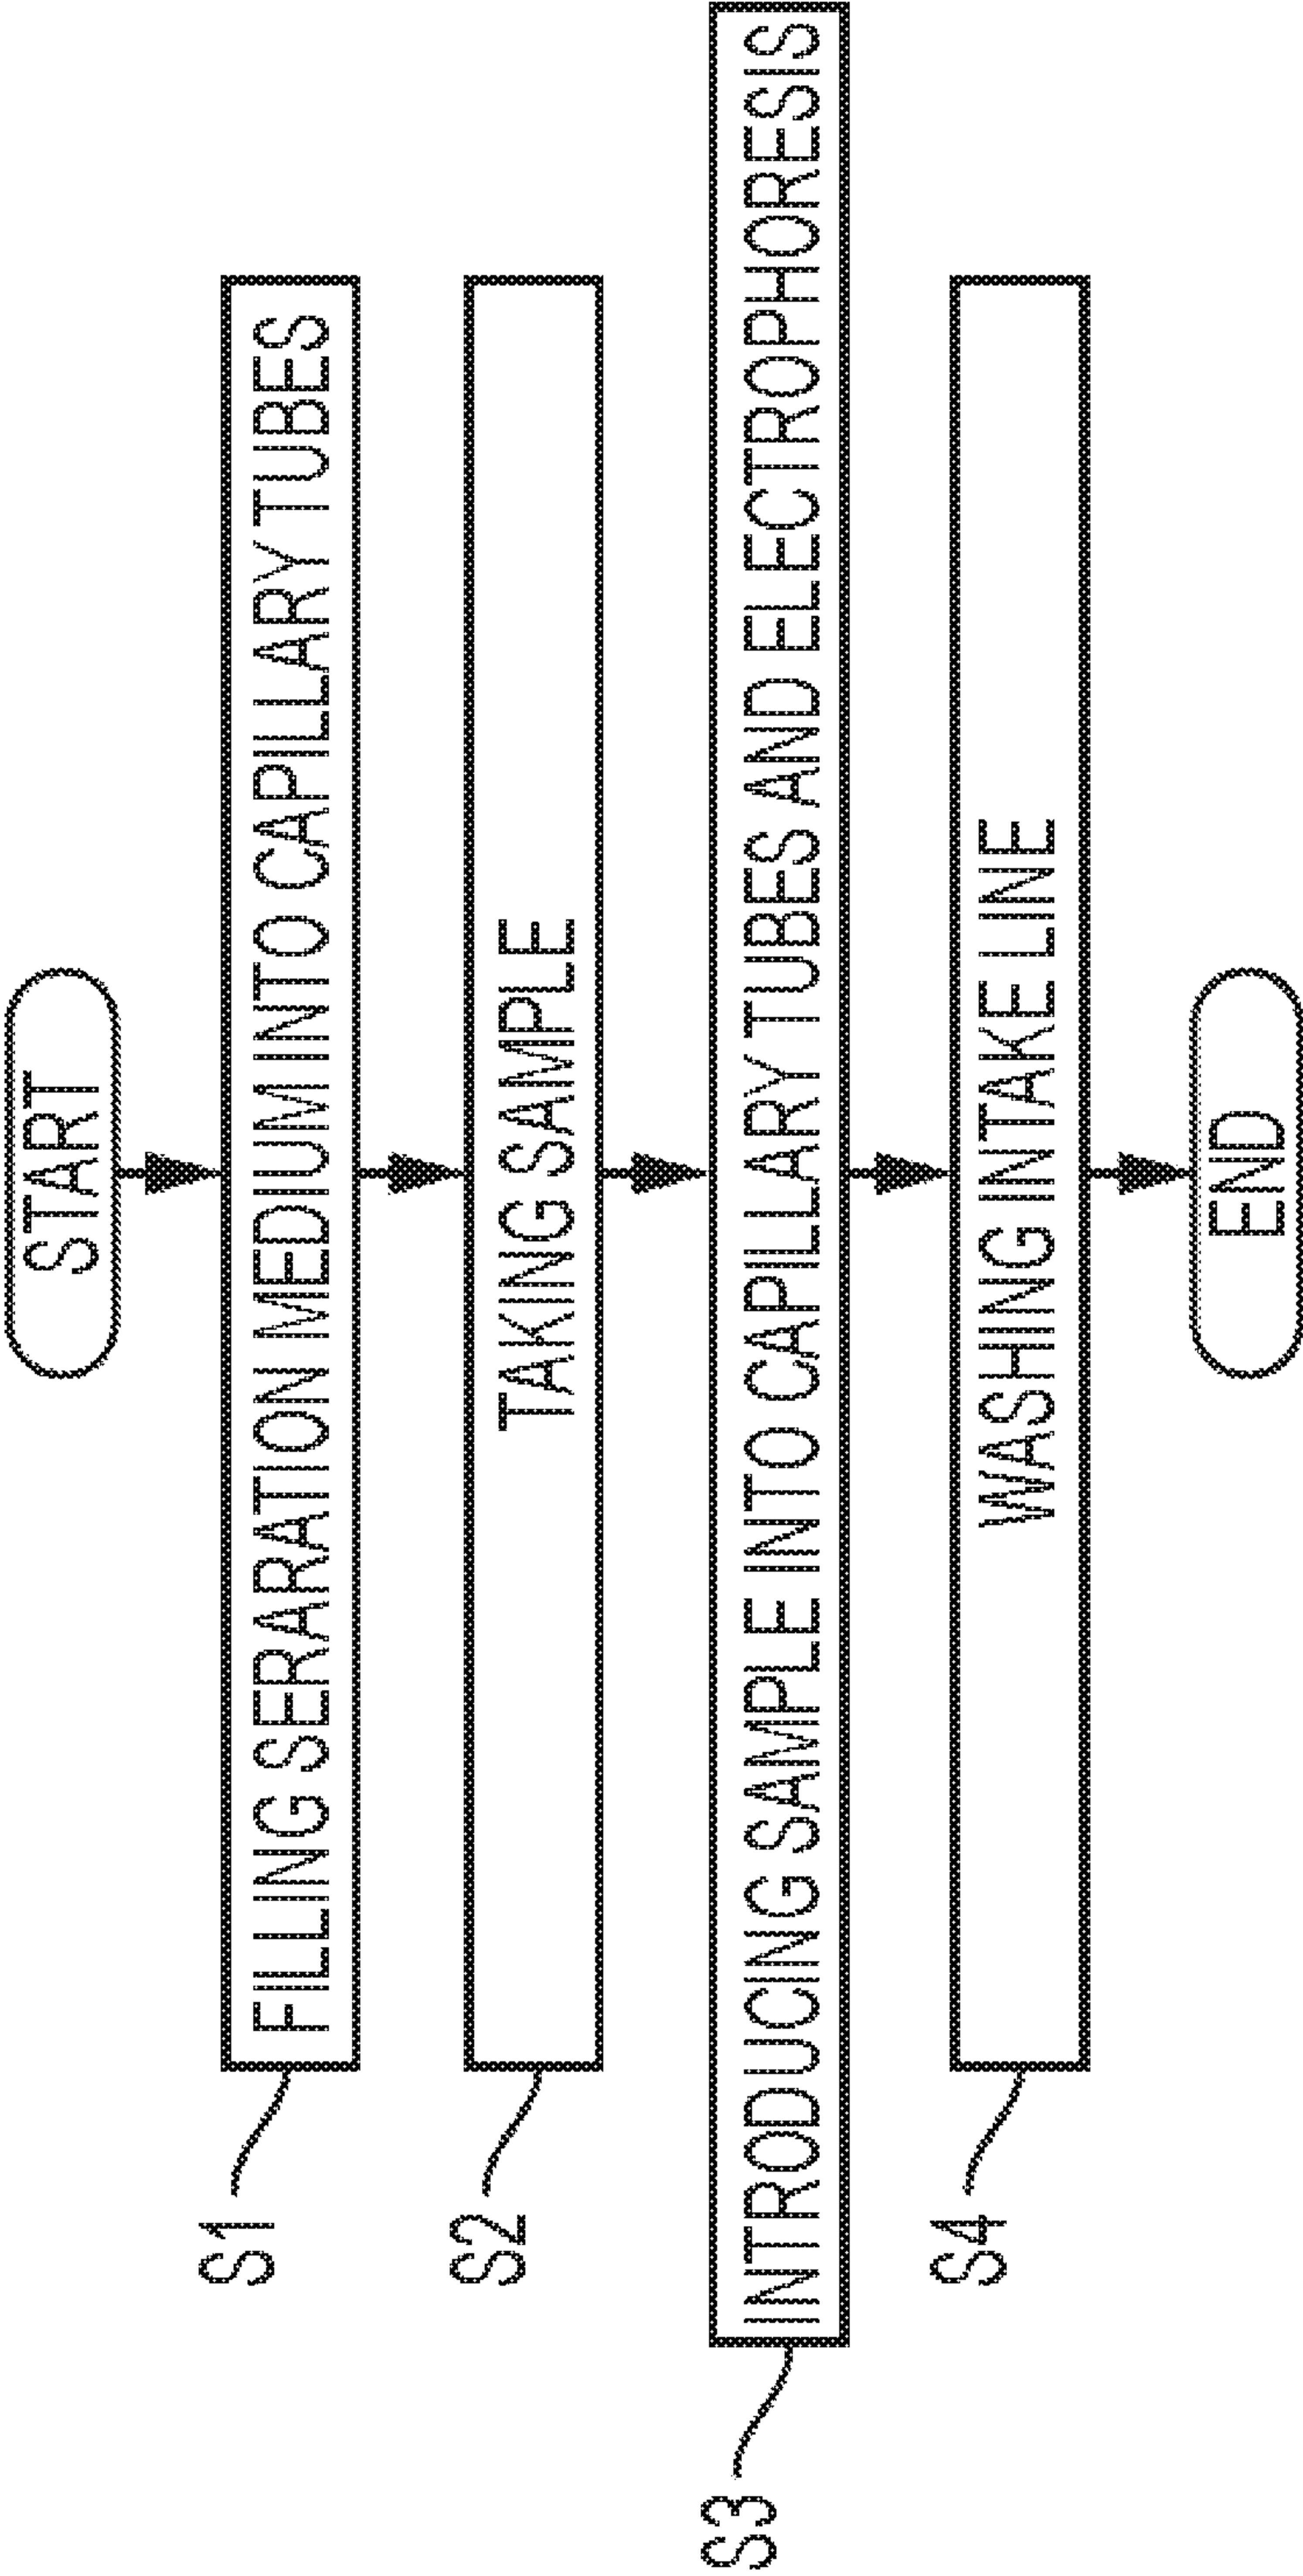 START
S1
FILLING SERARATION MEDIUM INTO CAPILLARY TUBES
S2
TAKING SAMPLE
S3
INTRODUCING SAMPLE INTO CAPILLARY TUBES AND ELECTROPHORESIS
S4
WASHING INTAKE LINE
END